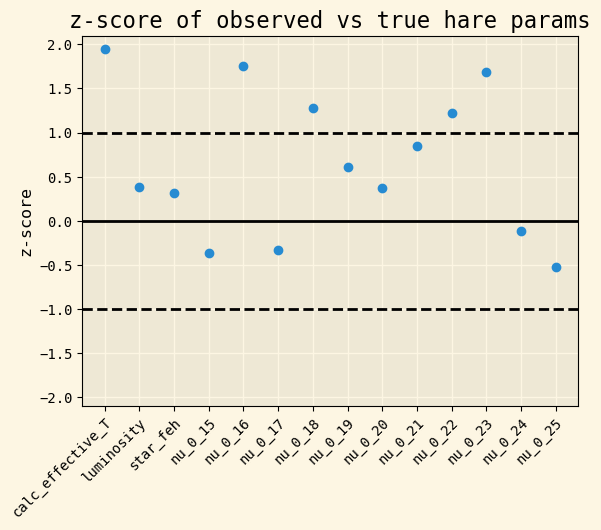 z-score of observed vs true hare params
z-score
2.0
1.5
1.0
0.5
0.0
−0.5
−1.0
−1.5
−2.0
calc_effective_T
luminosity
star_feh
nu_0_15
nu_0_16
nu_0_17
nu_0_18
nu_0_19
nu_0_20
nu_0_21
nu_0_22
nu_0_23
nu_0_24
nu_0_25